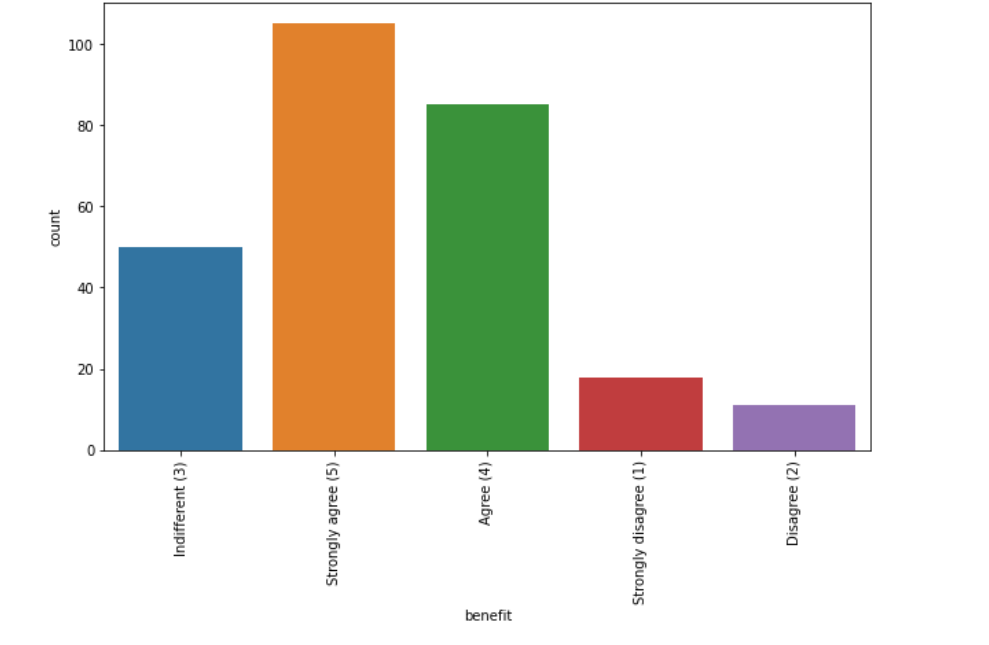 100
80
60
40
20
0
count
Indifferent (3)
Strongly agree (5)
Agree (4)
Strongly disagree (1)
Disagree (2)
benefit